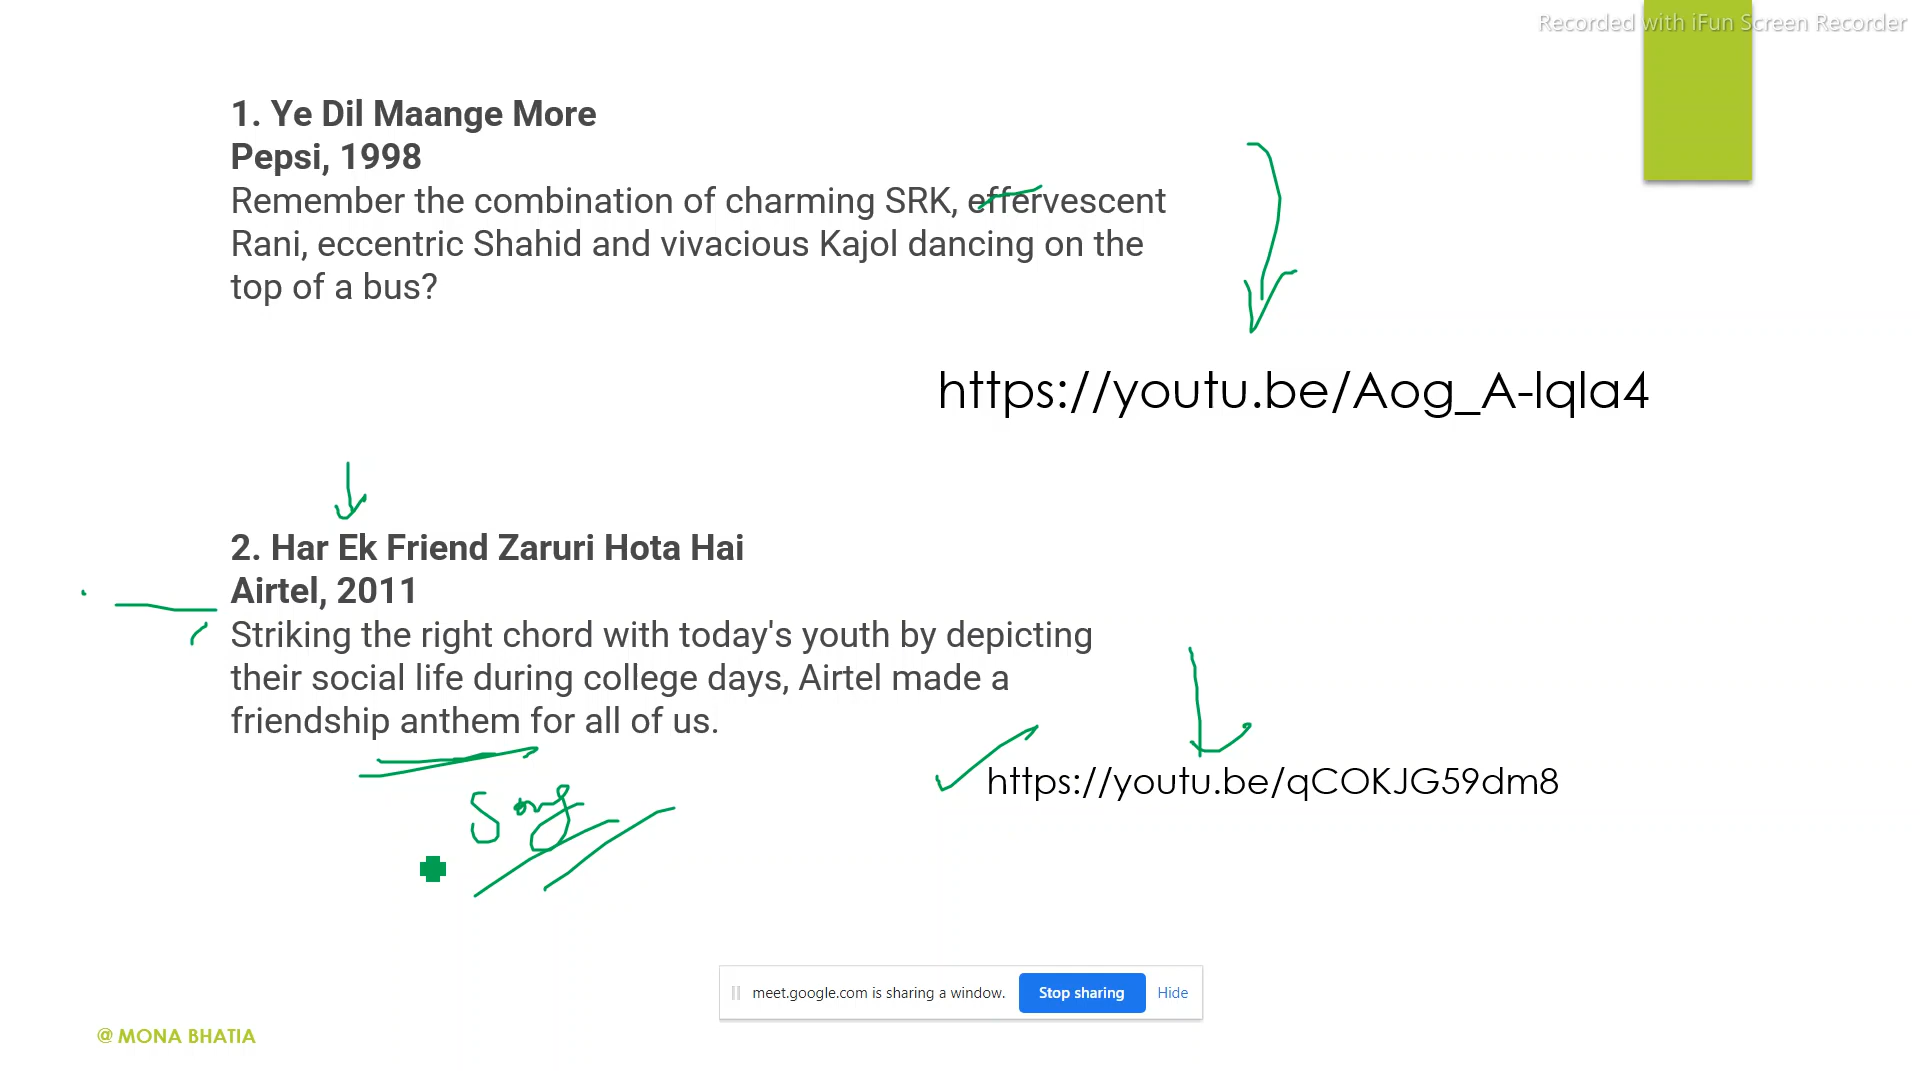 Recorded with iFun Screen Recorder
1. Ye Dil Maange More
Pepsi, 1998
Remember the combination of charming SRK, effervescent
Rani, eccentric Shahid and vivacious Kajol dancing on the
top of a bus?
https://youtu.be/Aog_A-lqla4
2. Har Ek Friend Zaruri Hota Hai
Airtel, 2011
Striking the right chord with today's youth by depicting
their social life during college days, Airtel made a
friendship anthem for all of us.
https://youtu.be/qCOKJG59dm8
Song
meet.google.com is sharing a window. Stop sharing Hide
@ MONA BHATIA